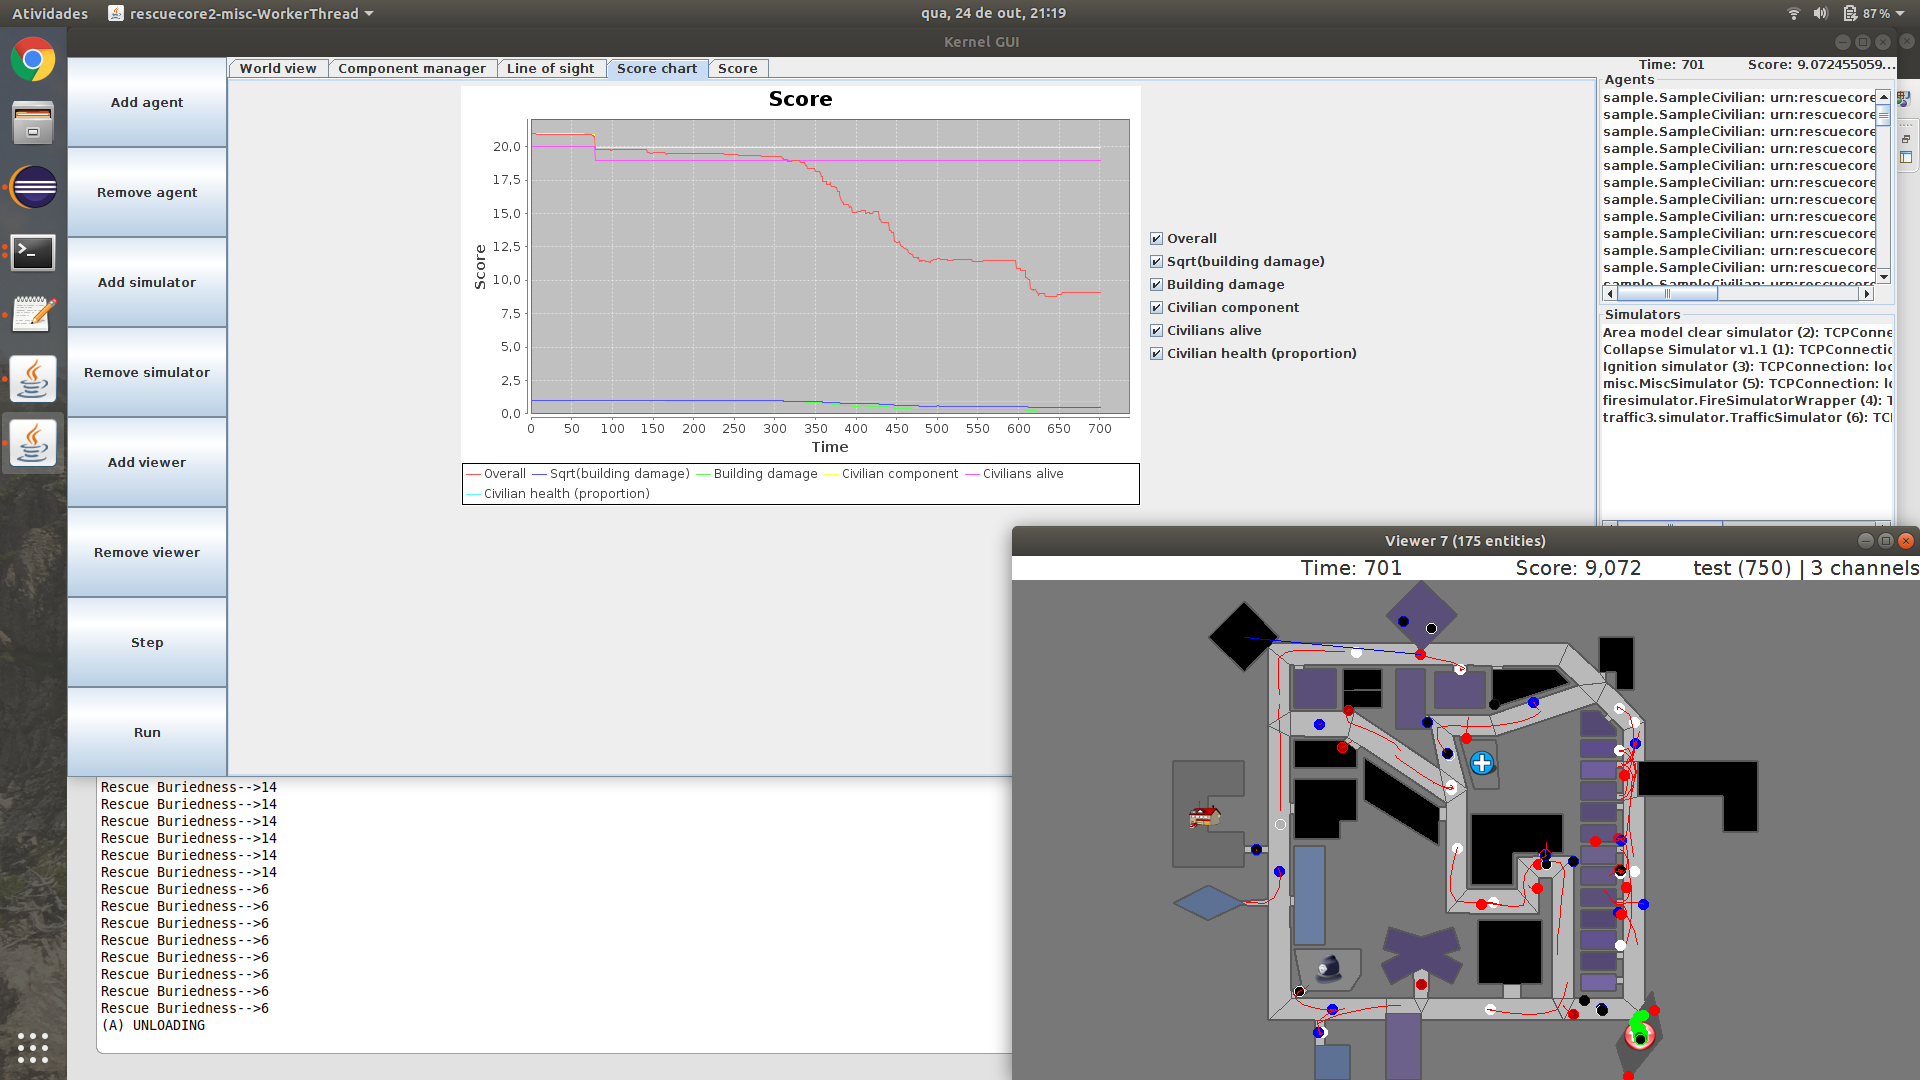 Atividades
rescuecore2-misc-WorkerThread
qua, 24 de out, 21:19
87 %
Kernel GUI
Add agent
Remove agent
Add simulator
Remove simulator
Add viewer
Remove viewer
Step
Run
World view
Component manager
Line of sight
Score chart
Score
Time: 701
Score: 9.072455059...
Score
Score
20,0
17,5
15,0
12,5
10,0
7,5
5,0
2,5
0,0
0 50 100 150 200 250 300 350 400 450 500 550 600 650 700
Time
Overall Sqrt(building damage) Building damage Civilian component Civilians alive
Civilian health (proportion)
Overall
Sqrt(building damage)
Building damage
Civilian component
Civilians alive
Civilian health (proportion)
Agents
sample.SampleCivilian: urn:rescuecore
sample.SampleCivilian: urn:rescuecore
sample.SampleCivilian: urn:rescuecore
sample.SampleCivilian: urn:rescuecore
sample.SampleCivilian: urn:rescuecore
sample.SampleCivilian: urn:rescuecore
sample.SampleCivilian: urn:rescuecore
sample.SampleCivilian: urn:rescuecore
sample.SampleCivilian: urn:rescuecore
sample.SampleCivilian: urn:rescuecore
sample.SampleCivilian: urn:rescuecore
Simulators
Area model clear simulator (2): TCPConne
Collapse Simulator v1.1 (1): TCPConnectic
Ignition simulator (3): TCPConnection: loc
misc.MiscSimulator (5): TCPConnection: lo
firesimulator.FireSimulatorWrapper (4): T
traffic3.simulator.TrafficSimulator (6): TCI
Rescue Buriedness-->14
Rescue Buriedness-->14
Rescue Buriedness-->14
Rescue Buriedness-->14
Rescue Buriedness-->14
Rescue Buriedness-->14
Rescue Buriedness-->6
Rescue Buriedness-->6
Rescue Buriedness-->6
Rescue Buriedness-->6
Rescue Buriedness-->6
Rescue Buriedness-->6
Rescue Buriedness-->6
Rescue Buriedness-->6
(A) UNLOADING
Viewer 7 (175 entities)
Time: 701
Score: 9,072
test (750) | 3 channels